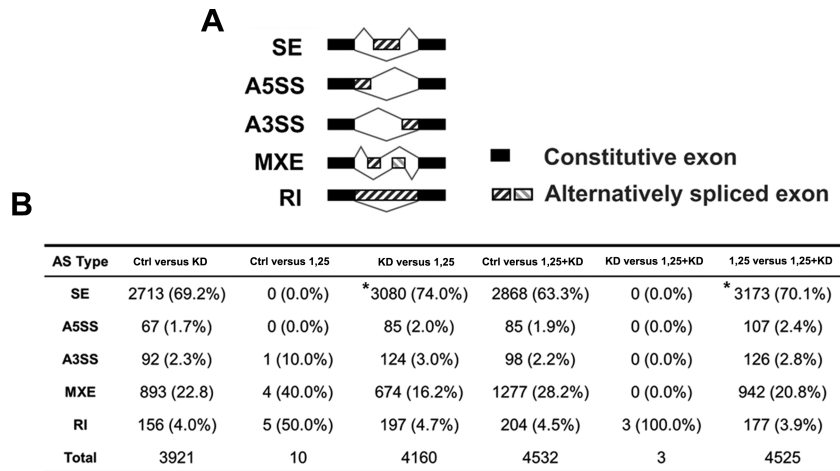 A
SE
A5SS
A3SS
MXE
RI
Constitutive exon
Alternatively spliced exon
B
AS Type Ctrl versus KD Ctrl versus 1,25 KD versus 1,25 Ctrl versus 1,25+KD KD versus 1,25+KD 1,25 versus 1,25+KD
SE 2713 (69.2%) 0 (0.0%) *3080 (74.0%) 2868 (63.3%) 0 (0.0%) *3173 (70.1%)
A5SS 67 (1.7%) 0 (0.0%) 85 (2.0%) 85 (1.9%) 0 (0.0%) 107 (2.4%)
A3SS 92 (2.3%) 1 (10.0%) 124 (3.0%) 98 (2.2%) 0 (0.0%) 126 (2.8%)
MXE 893 (22.8) 4 (40.0%) 674 (16.2%) 1277 (28.2%) 0 (0.0%) 942 (20.8%)
RI 156 (4.0%) 5 (50.0%) 197 (4.7%) 204 (4.5%) 3 (100.0%) 177 (3.9%)
Total 3921 10 4160 4532 3 4525